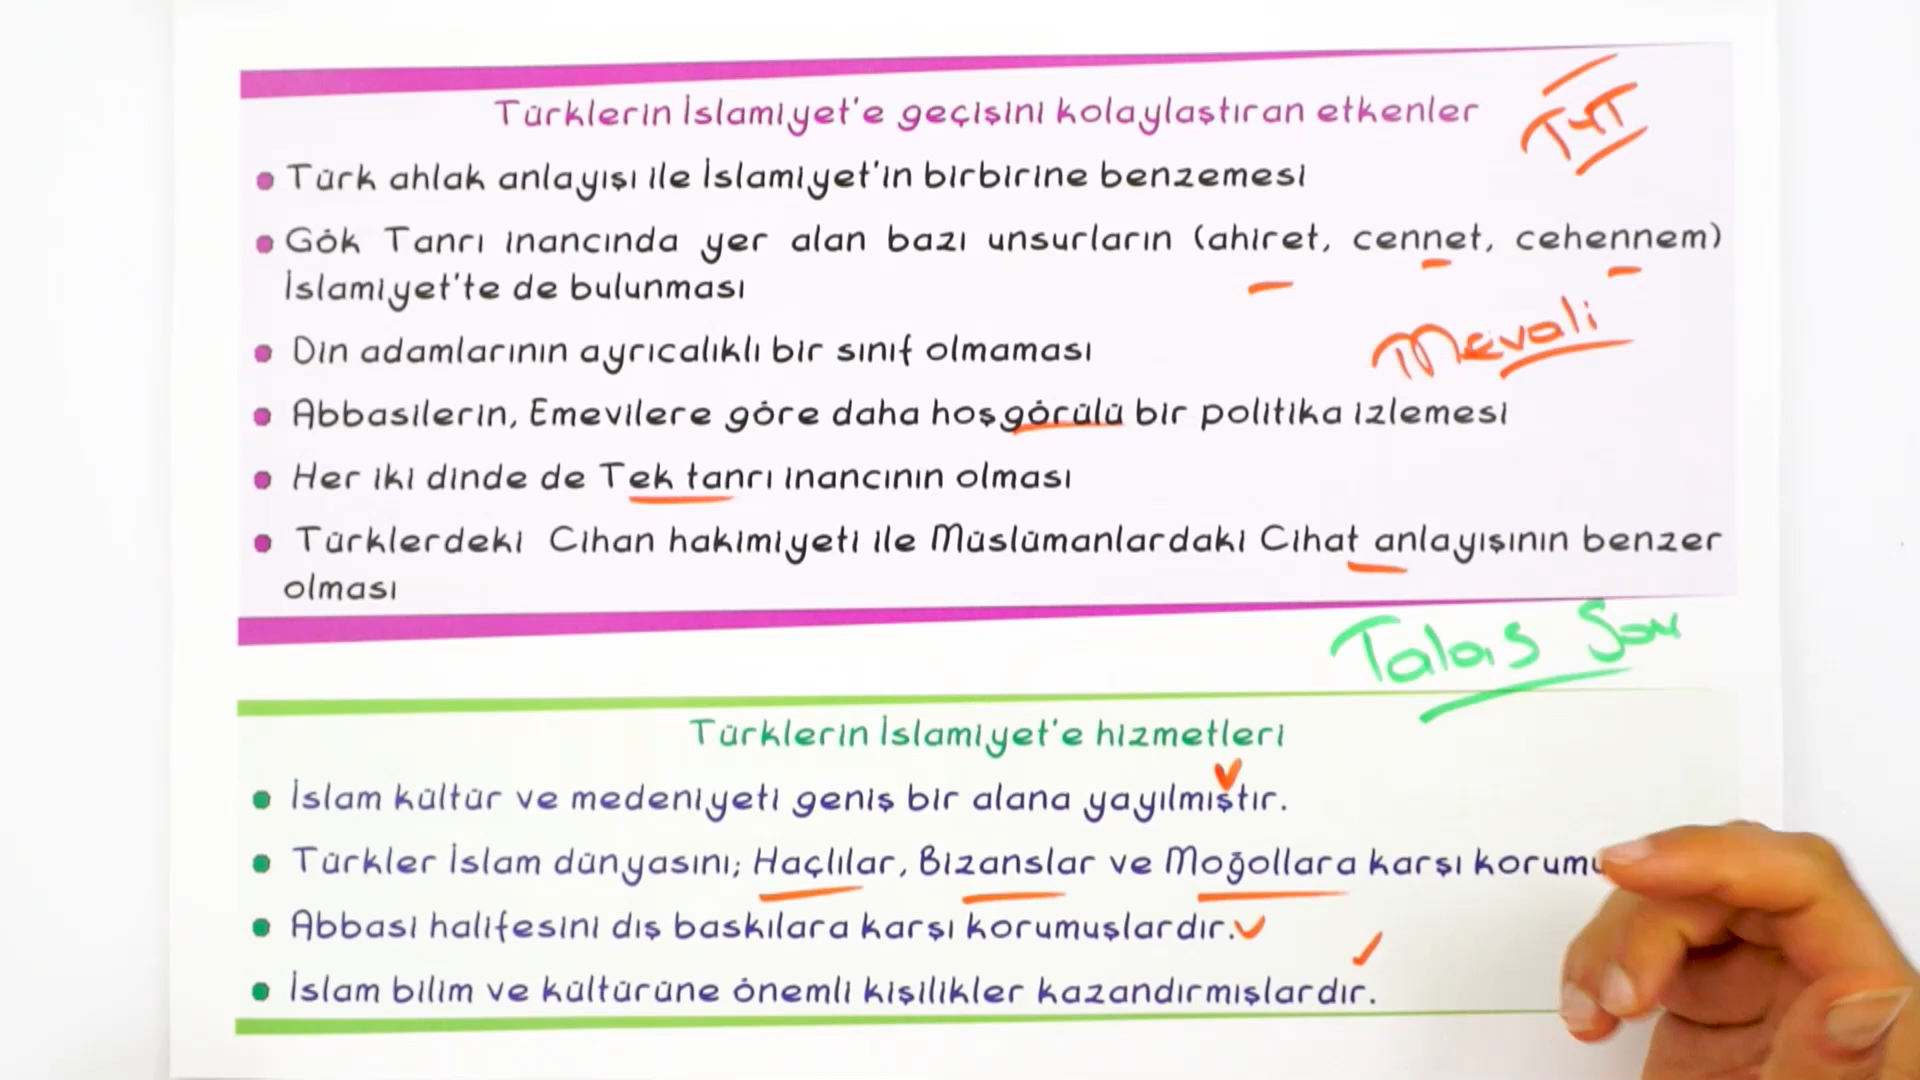 Türklerin İslamiyet'e geçişini kolaylaştıran etkenler
TYT
Türk ahlak anlayışı ile İslamiyet'in birbirine benzemesi
Gök Tanrı inancında yer alan bazı unsurların (ahiret, cennet, cehennem)
İslamiyet'te de bulunması
Mevali
Din adamlarının ayrıcalıklı bir sınıf olmaması
Abbasilerin, Emevilere göre daha hoşgörülü bir politika izlemesi
Her iki dinde de Tek tanrı inancının olması
Türklerdeki Cihan hakimiyeti ile Müslümanlardaki Cihat anlayışının benzer
olması
Talas Sav
Türklerin İslamiyet'e hizmetleri
İslam kültür ve medeniyeti geniş bir alana yayılmıştır.
Türkler İslam dünyasını; Haçlılar, Bizanslar ve Moğollara karşı
Abbasi halifesini dış baskılara karşı korumuşlardır.
İslam bilim ve kültürüne önemli kişilikler kazandırmışlardır.